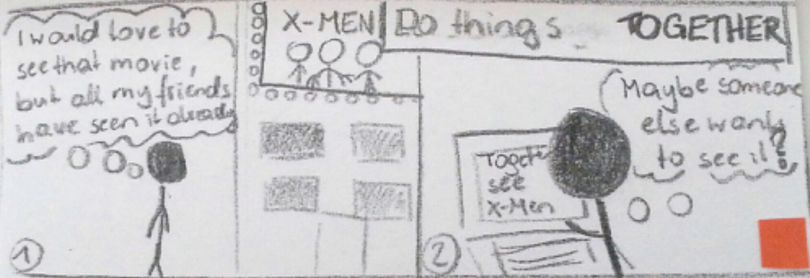 I would love to
see that movie,
but all my friends
have seen it already
1
X-MEN
Do things TOGETHER
Maybe someone
else wants
to see it?
Togeth
see
X-Men
2